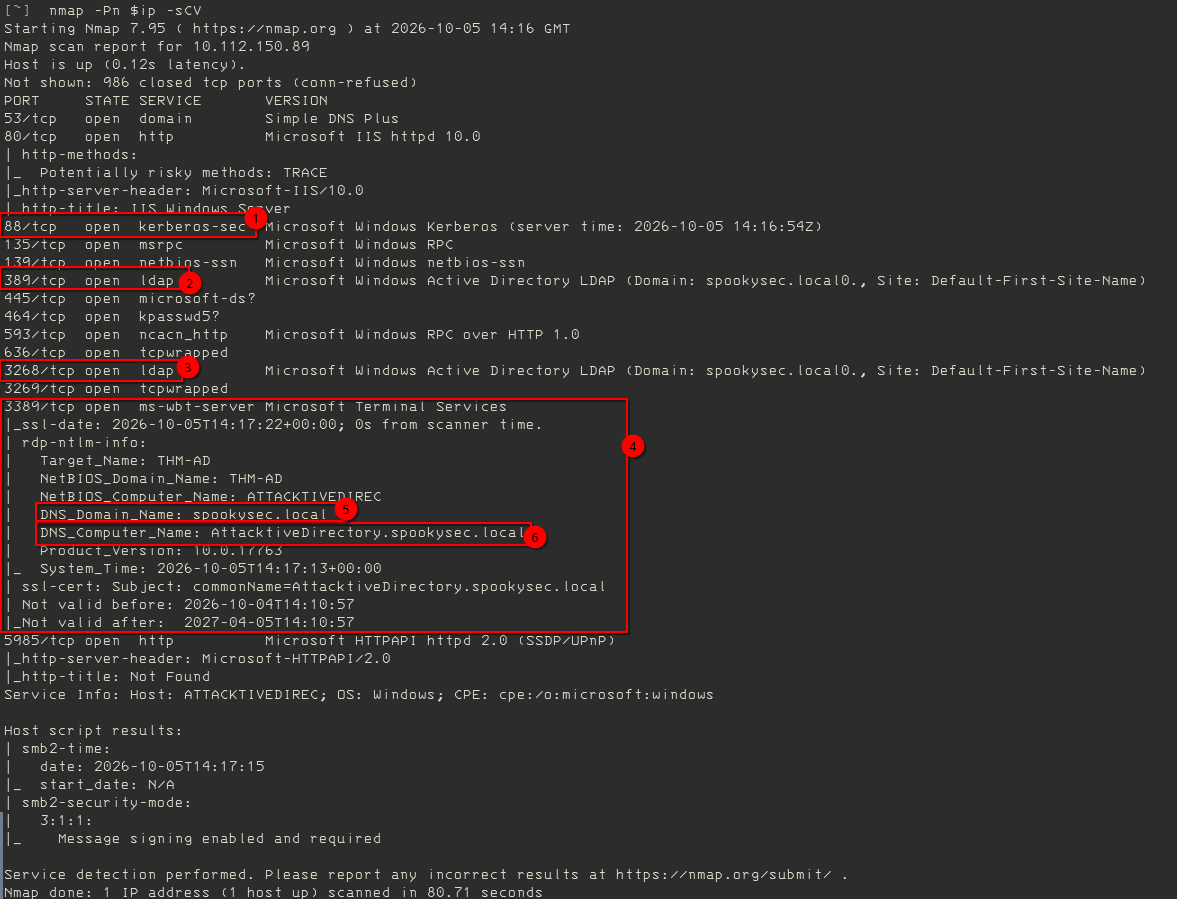 [~]  nmap -Pn $ip -sCV
Starting Nmap 7.95 ( https://nmap.org ) at 2026-10-05 14:16 GMT
Nmap scan report for 10.112.150.89
Host is up (0.12s latency).
Not shown: 986 closed tcp ports (conn-refused)
PORT     STATE SERVICE       VERSION
53/tcp   open  domain        Simple DNS Plus
80/tcp   open  http          Microsoft IIS httpd 10.0
| http-methods:
|_  Potentially risky methods: TRACE
|_http-server-header: Microsoft-IIS/10.0
|_http-title: IIS Windows Server
88/tcp   open  kerberos-sec 1 Microsoft Windows Kerberos (server time: 2026-10-05 14:16:54Z)
135/tcp  open  msrpc         Microsoft Windows RPC
139/tcp  open  netbios-ssn   Microsoft Windows netbios-ssn
389/tcp  open  ldap 2        Microsoft Windows Active Directory LDAP (Domain: spookysec.local0., Site: Default-First-Site-Name)
445/tcp  open  microsoft-ds?
464/tcp  open  kpasswd5?
593/tcp  open  ncacn_http    Microsoft Windows RPC over HTTP 1.0
636/tcp  open  tcpwrapped
3268/tcp open  ldap 3        Microsoft Windows Active Directory LDAP (Domain: spookysec.local0., Site: Default-First-Site-Name)
3269/tcp open  tcpwrapped
3389/tcp open  ms-wbt-server Microsoft Terminal Services
|_ssl-date: 2026-10-05T14:17:22+00:00; 0s from scanner time.
| rdp-ntlm-info: 4
|   Target_Name: THM-AD
|   NetBIOS_Domain_Name: THM-AD
|   NetBIOS_Computer_Name: ATTACKTIVEDIREC
|   DNS_Domain_Name: spookysec.local 5
|   DNS_Computer_Name: AttacktiveDirectory.spookysec.local 6
|   Product_Version: 10.0.17763
|_  System_Time: 2026-10-05T14:17:13+00:00
| ssl-cert: Subject: commonName=AttacktiveDirectory.spookysec.local
| Not valid before: 2026-10-04T14:10:57
|_Not valid after:  2027-04-05T14:10:57
5985/tcp open  http          Microsoft HTTPAPI httpd 2.0 (SSDP/UPnP)
|_http-server-header: Microsoft-HTTPAPI/2.0
|_http-title: Not Found
Service Info: Host: ATTACKTIVEDIREC; OS: Windows; CPE: cpe:/o:microsoft:windows
Host script results:
| smb2-time:
|   date: 2026-10-05T14:17:15
|_  start_date: N/A
| smb2-security-mode:
|   3:1:1:
|_    Message signing enabled and required
Service detection performed. Please report any incorrect results at https://nmap.org/submit/ .
Nmap done: 1 IP address (1 host up) scanned in 80.71 seconds